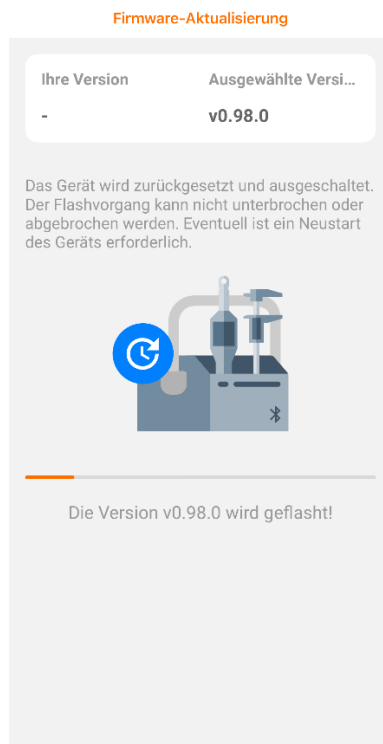 Firmware-Aktualisierung
Ihre Version
Ausgewählte Versi...
-
v0.98.0
Das Gerät wird zurückgesetzt und ausgeschaltet.
Der Flashvorgang kann nicht unterbrochen oder
abgebrochen werden. Eventuell ist ein Neustart
des Geräts erforderlich.
Die Version v0.98.0 wird geflasht!